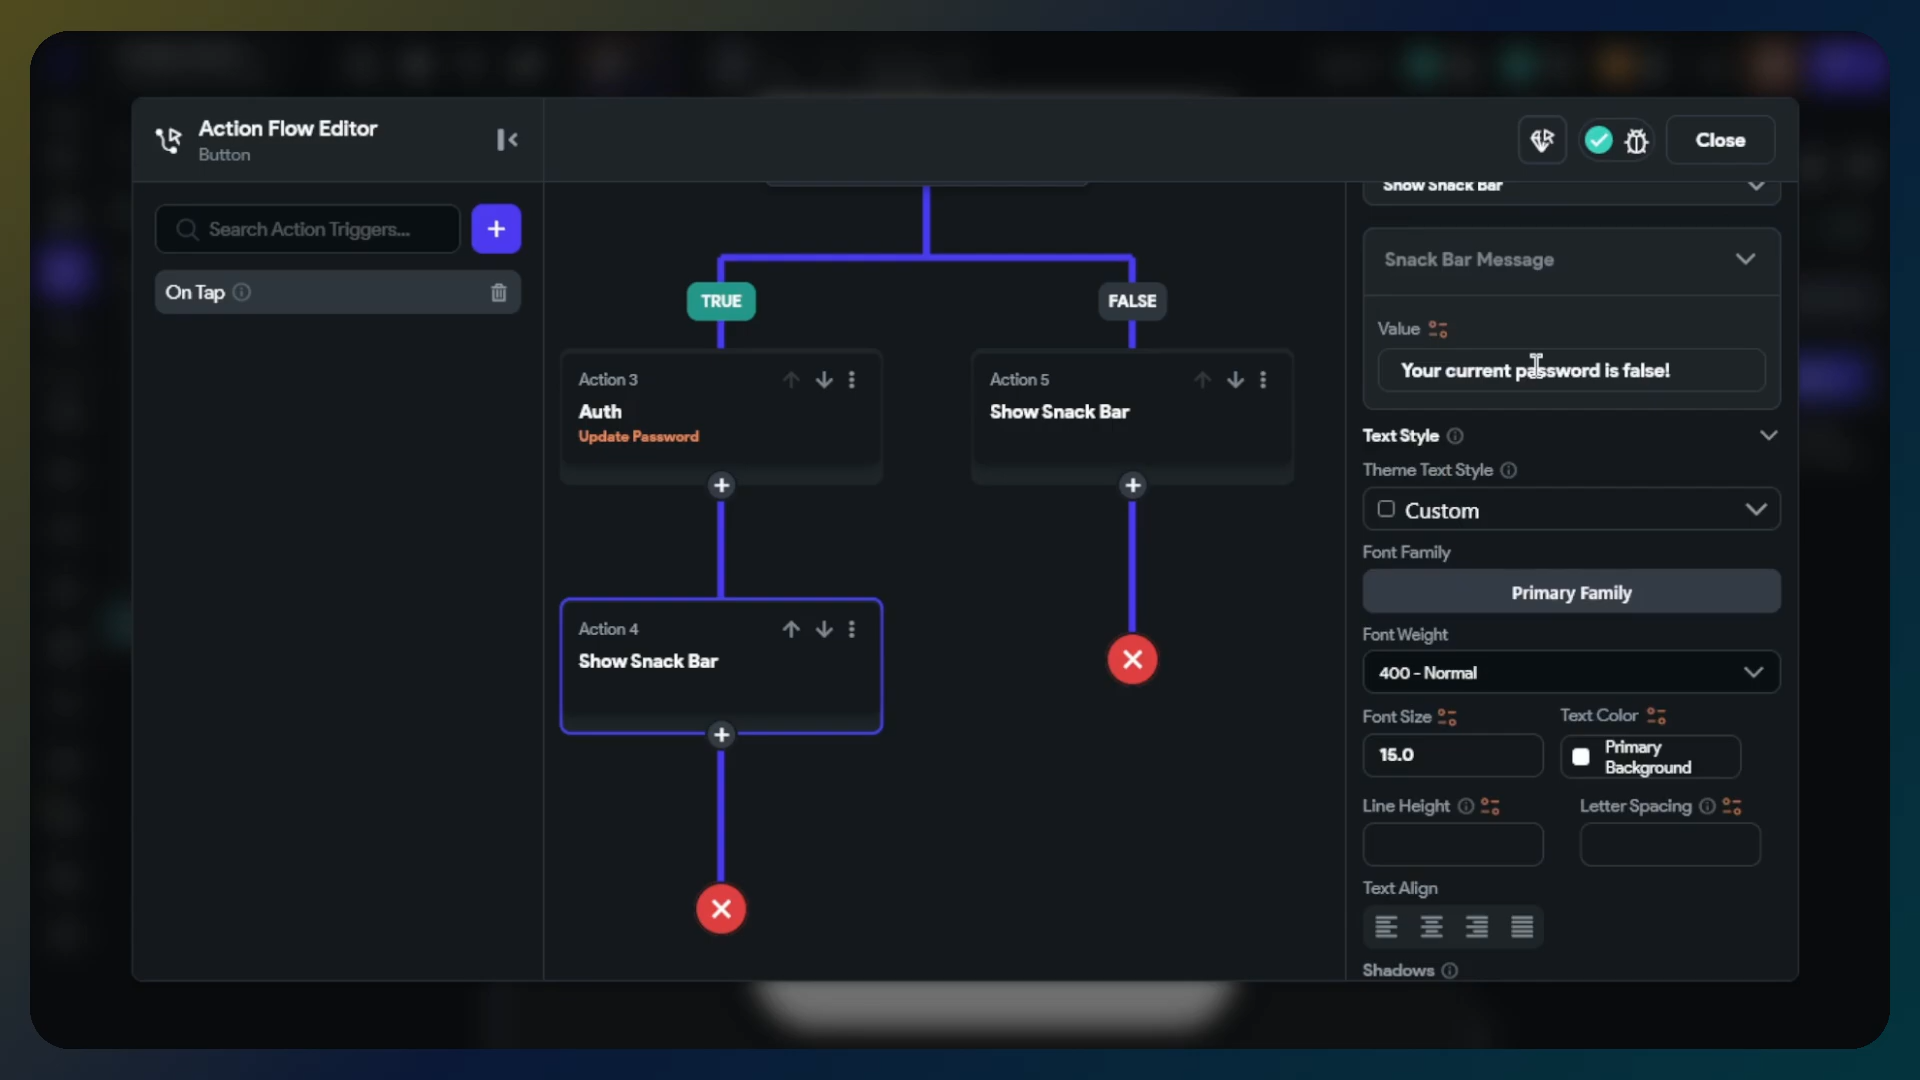 Action Flow Editor
Button
Close
Search Action Triggers...
On Tap
TRUE
FALSE
Action 3
Auth
Update Password
Action 5
Show Snack Bar
Action 4
Show Snack Bar
Show Snack Bar
Snack Bar Message
Value
Your current password is false!
Text Style
Theme Text Style
Custom
Font Family
Primary Family
Font Weight
400 - Normal
Font Size
Text Color
15.0
Primary
Background
Line Height
Letter Spacing
Text Align
Shadows